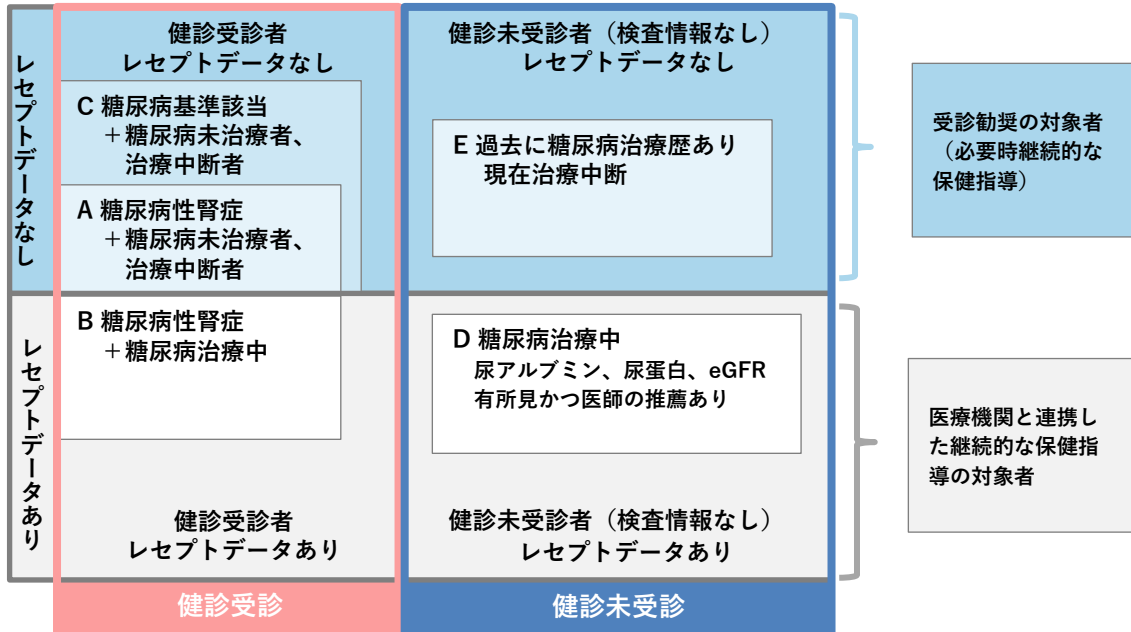 レセプトデータなし
健診受診者
レセプトデータなし
C 糖尿病基準該当
＋糖尿病未治療者、
治療中断者
A 糖尿病性腎症
＋糖尿病未治療者、
治療中断者
健診未受診者（検査情報なし）
レセプトデータなし
E 過去に糖尿病治療歴あり
現在治療中断
受診勧奨の対象者
（必要時継続的な
保健指導）
レセプトデータあり
B 糖尿病性腎症
＋糖尿病治療中
健診受診者
レセプトデータあり
D 糖尿病治療中
尿アルブミン、尿蛋白、eGFR
有所見かつ医師の推薦あり
健診未受診者（検査情報なし）
レセプトデータあり
医療機関と連携し
た継続的な保健指
導の対象者
健診受診
健診未受診